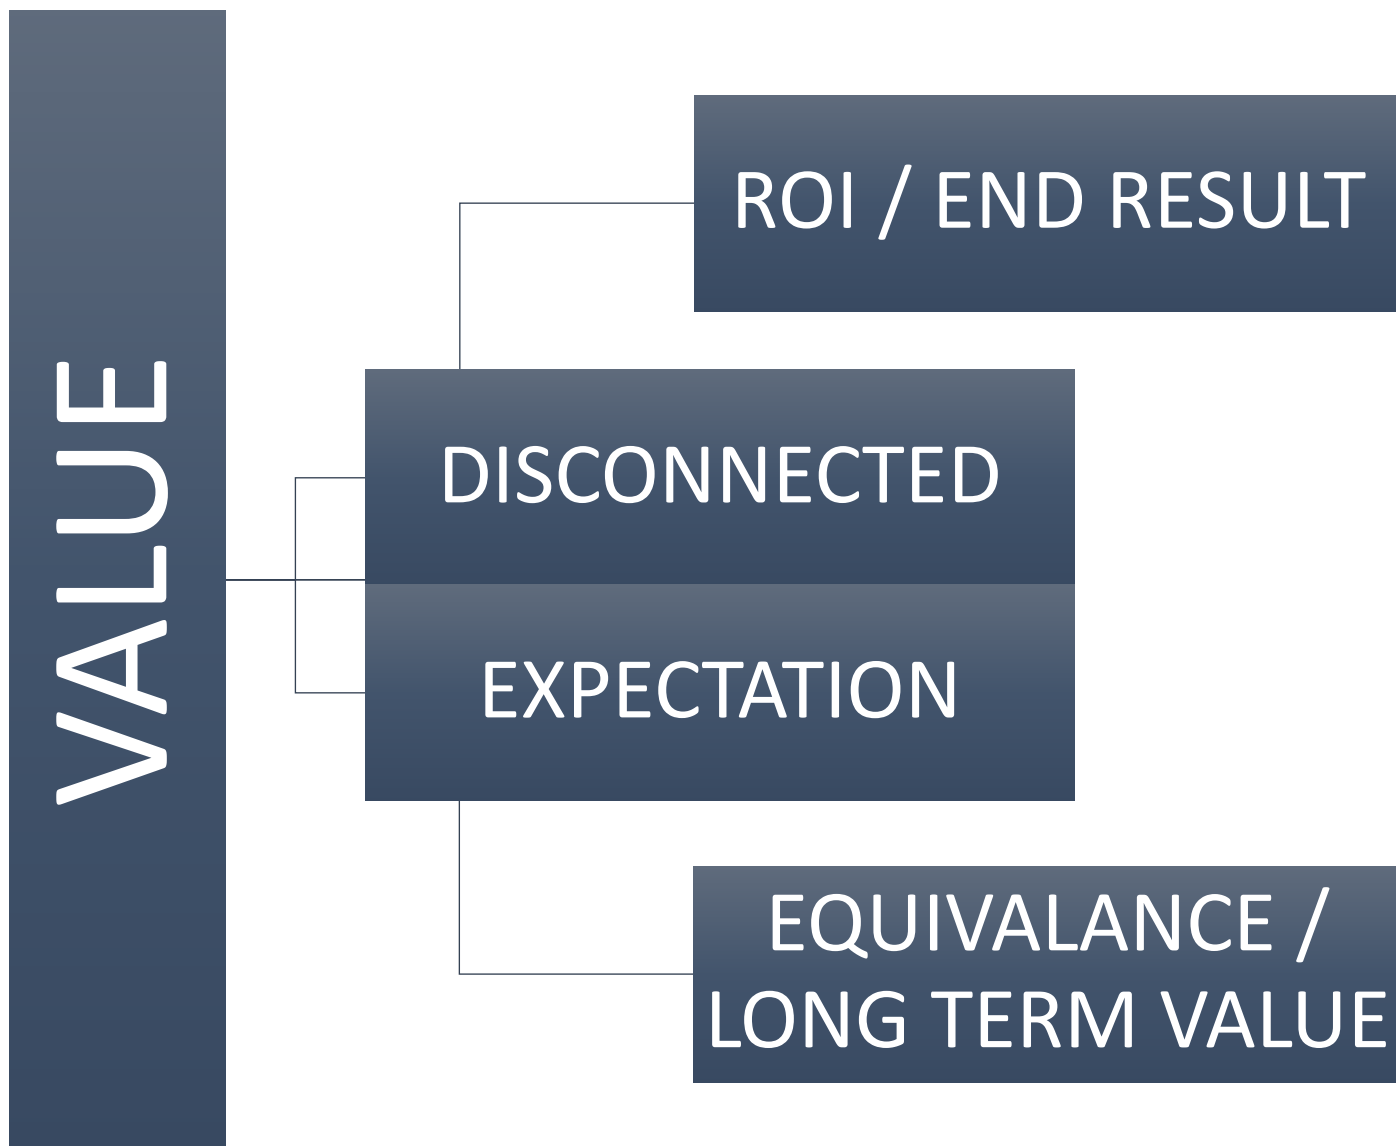 VALUE
ROI / END RESULT
DISCONNECTED
EXPECTATION
EQUIVALANCE /
LONG TERM VALUE